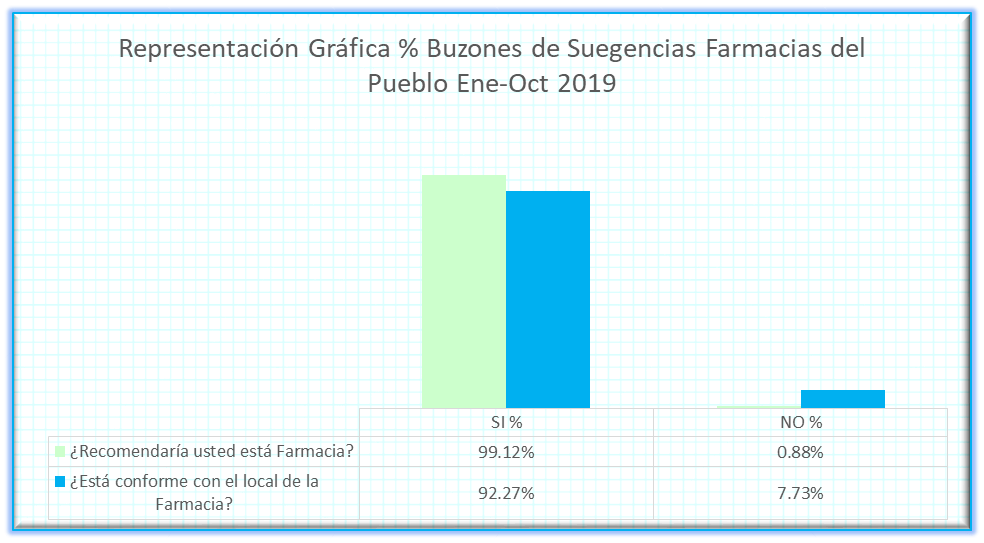 Representación Gráfica % Buzones de Suegencias Farmacias del
Pueblo Ene-Oct 2019
SI %
NO %
¿Recomendaría usted está Farmacia?
99.12%
0.88%
¿Está conforme con el local de la
Farmacia?
92.27%
7.73%